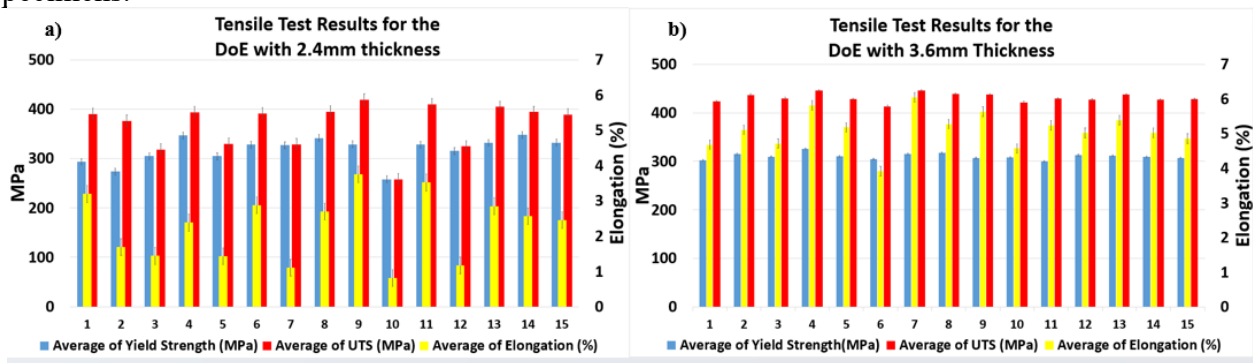 a)
Tensile Test Results for the
DoE with 2.4mm thickness
500
400
300
200
100
0
MPa
7
6
5
4
3
2
1
0
Elongation (%)
1 2 3 4 5 6 7 8 9 10 11 12 13 14 15
Average of Yield Strength (MPa) Average of UTS (MPa) Average of Elongation (%)
b)
Tensile Test Results for the
DoE with 3.6mm Thickness
500
400
300
200
100
0
MPa
7
6
5
4
3
2
1
0
Elongation (%)
1 2 3 4 5 6 7 8 9 10 11 12 13 14 15
Average of Yield Strength(MPa) Average of UTS (MPa) Average of Elongation (%)